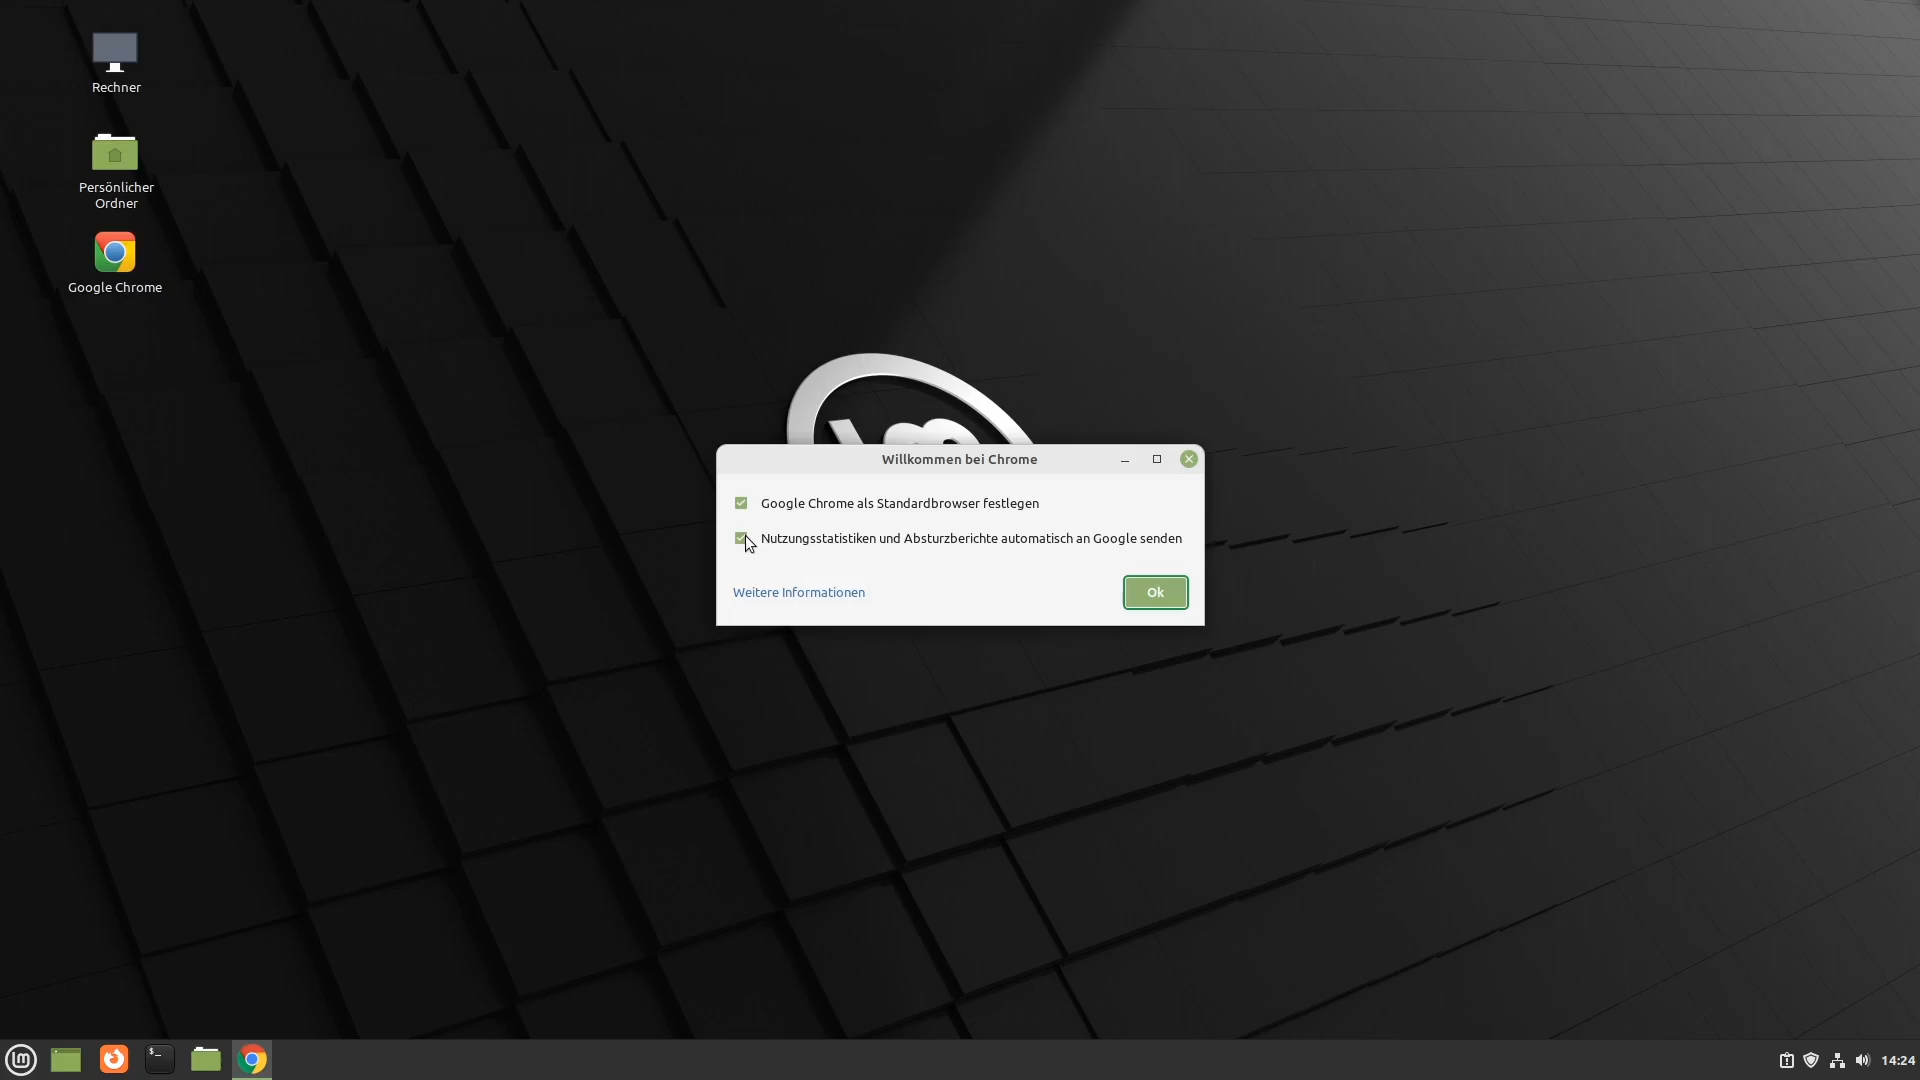 Rechner
Persönlicher
Ordner
Google Chrome
Willkommen bei Chrome
Google Chrome als Standardbrowser festlegen
Nutzungsstatistiken und Absturzberichte automatisch an Google senden
Weitere Informationen
Ok
$_
14:24